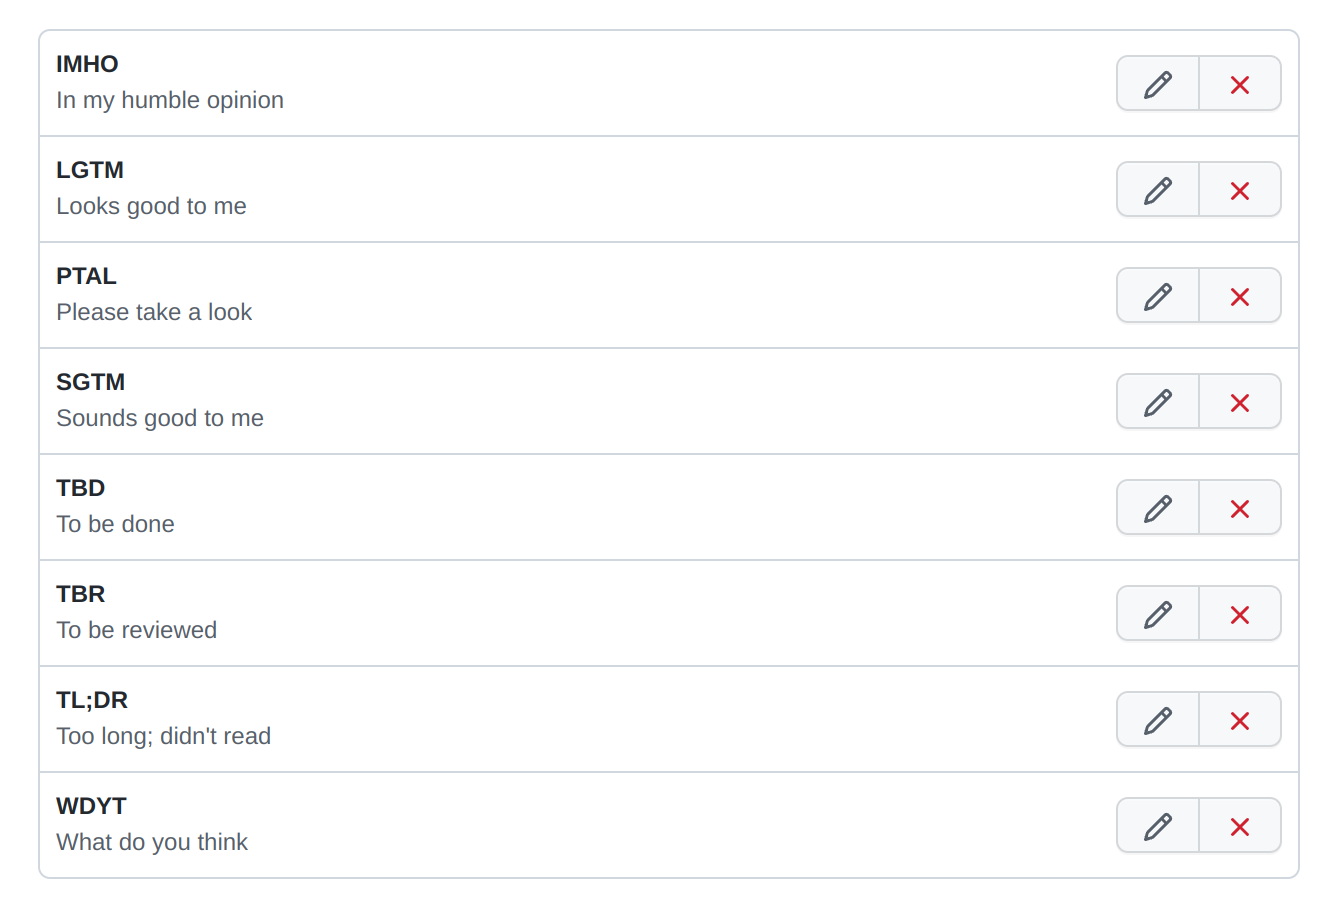 IMHO
In my humble opinion
LGTM
Looks good to me
PTAL
Please take a look
SGTM
Sounds good to me
TBD
To be done
TBR
To be reviewed
TL;DR
Too long; didn't read
WDYT
What do you think